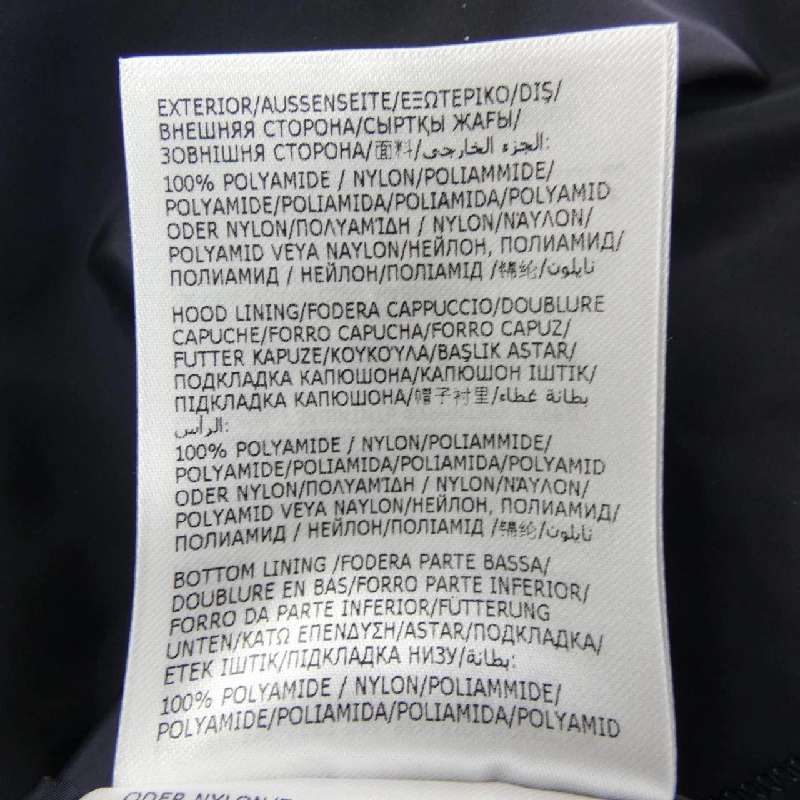 EXTERIOR/AUSSENSEITE/ΕΞΩΤΕΡΙΚΟ/DIŞ/
ВНЕШНЯЯ СТОРОНА/СЫРТҚЫ ЖАҒЫ/
ЗОВНІШНЯ СТОРОНА/面料/الجزء الخارجي:
100% POLYAMIDE / NYLON/POLIAMMIDE/
POLYAMIDE/POLIAMIDA/POLIAMIDA/POLYAMID
ODER NYLON/ΠΟΛΥΑΜΊΔΗ / NYLON/ΝΆΥΛΟΝ/
POLYAMID VEYA NAYLON/НЕЙЛОН, ПОЛИАМИД/
ПОЛИАМИД / НЕЙЛОН/ПОЛІАМІД /锦纶/نايلون
HOOD LINING/FODERA CAPPUCCIO/DOUBLURE
CAPUCHE/FORRO CAPUCHA/FORRO CAPUZ/
FUTTER KAPUZE/ΚΟΥΚΟΎΛΑ/BAŞLIK ASTAR/
ПОДКЛАДКА КАПЮШОНА/КАПЮШОН ІШТІК/
ПІДКЛАДКА КАПЮШОНА/帽子衬里/بطانة غطاء
الرأس:
100% POLYAMIDE / NYLON/POLIAMMIDE/
POLYAMIDE/POLIAMIDA/POLIAMIDA/POLYAMID
ODER NYLON/ΠΟΛΥΑΜΊΔΗ / NYLON/ΝΆΥΛΟΝ/
POLYAMID VEYA NAYLON/НЕЙЛОН, ПОЛИАМИД/
ПОЛИАМИД / НЕЙЛОН/ПОЛІАМІД /锦纶/نايلون
BOTTOM LINING /FODERA PARTE BASSA/
DOUBLURE EN BAS/FORRO PARTE INFERIOR/
FORRO DA PARTE INFERIOR/FÜTTERUNG
UNTEN/ΚΑΤΩ ΕΠΕΝΔΥΣΗ/ASTAR/ПОДКЛАДКА/
ЕТЕК ІШТІК/ПІДКЛАДКА НИЗУ/بطانة:
100% POLYAMIDE / NYLON/POLIAMMIDE/
POLYAMIDE/POLIAMIDA/POLIAMIDA/POLYAMID
ODER